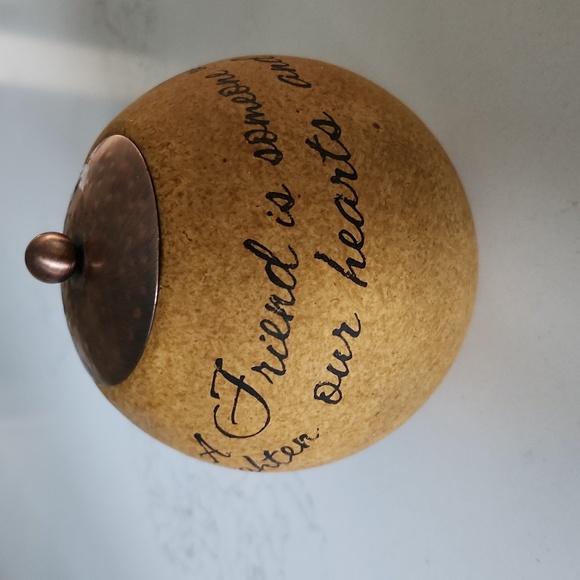 A Friend is someone
our hearts